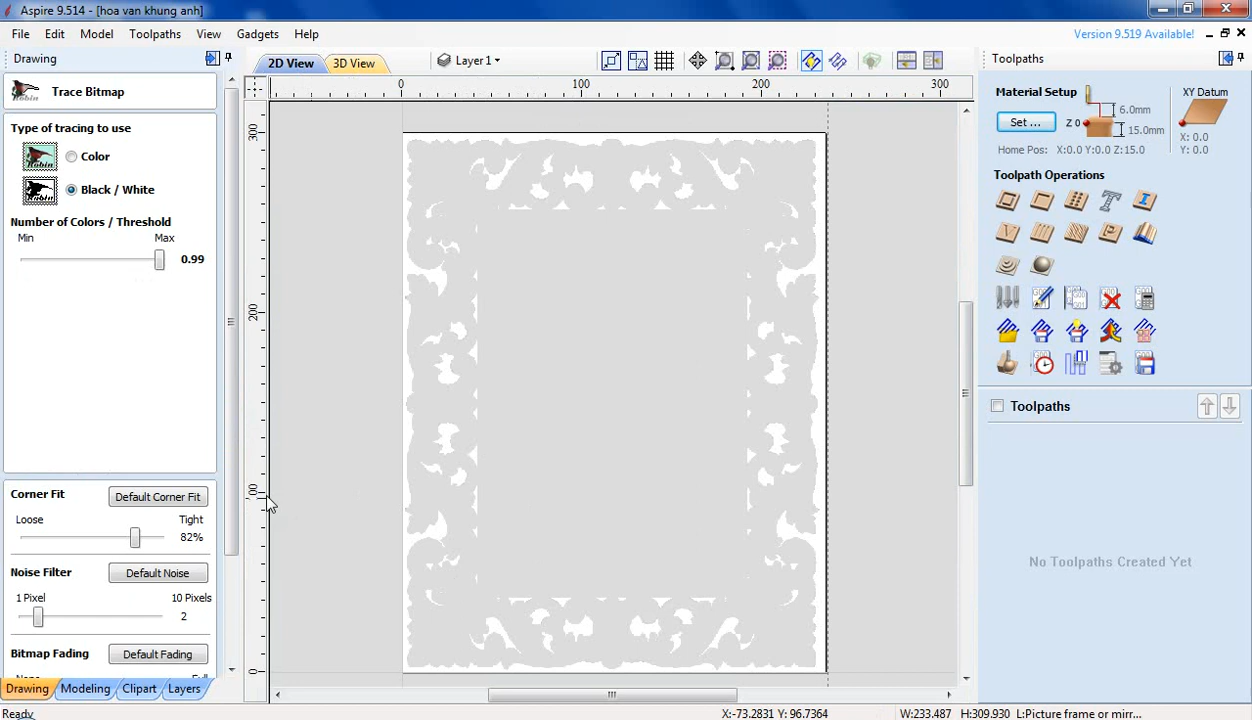 Aspire 9.514 - [hoa van khung anh]
File Edit Model Toolpaths View Gadgets Help
Version 9.519 Available!
Drawing
2D View 3D View
Layer 1
Toolpaths
Trace Bitmap
0 100 200 300
Material Setup
XY Datum
Set ...
Z 0
6.0mm
15.0mm
X: 0.0
Y: 0.0
Home Pos: X:0.0 Y:0.0 Z:15.0
Type of tracing to use
Color
Black / White
Number of Colors / Threshold
Min Max
0.99
Toolpath Operations
300
200
0
Toolpaths
No Toolpaths Created Yet
Corner Fit
Default Corner Fit
Loose Tight
82%
Noise Filter
Default Noise
1 Pixel 10 Pixels
2
Bitmap Fading
Default Fading
Drawing Modeling Clipart Layers
Ready
X:-73.2831 Y: 96.7364
W:233.487 H:309.930 L:Picture frame or mirr...